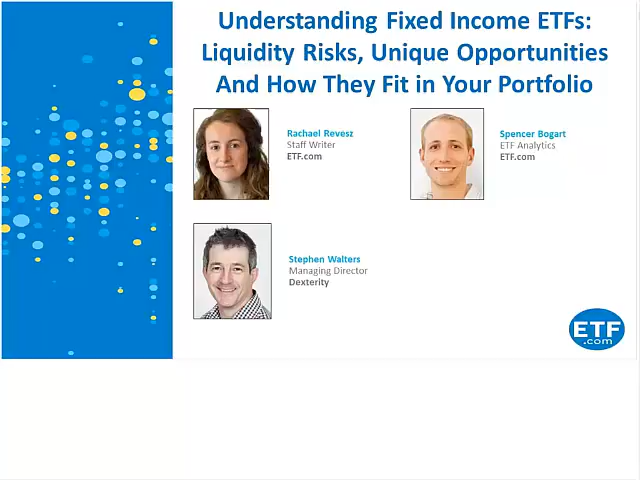 Understanding Fixed Income ETFs:
Liquidity Risks, Unique Opportunities
And How They Fit in Your Portfolio
Rachael Revesz
Staff Writer
ETF.com
Spencer Bogart
ETF Analytics
ETF.com
Stephen Walters
Managing Director
Dexterity
ETF
.com